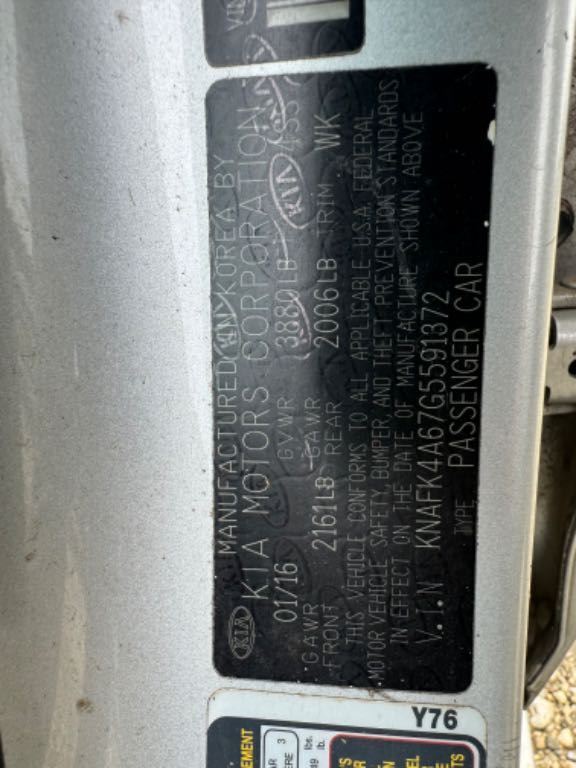 VIN
MANUFACTURED IN KOREA BY
KIA KIA MOTORS CORPORATION
01/16 GVWR 3880LB
GAWR FRONT 2161LB GAWR REAR 2006LB TRIM WK
THIS VEHICLE CONFORMS TO ALL APPLICABLE U.S.A. FEDERAL
MOTOR VEHICLE SAFETY, BUMPER, AND THEFT PREVENTION STANDARDS
IN EFFECT ON THE DATE OF MANUFACTURE SHOWN ABOVE
V.I.N KNAFK4A67G5591372
TYPE PASSENGER CAR
Y76